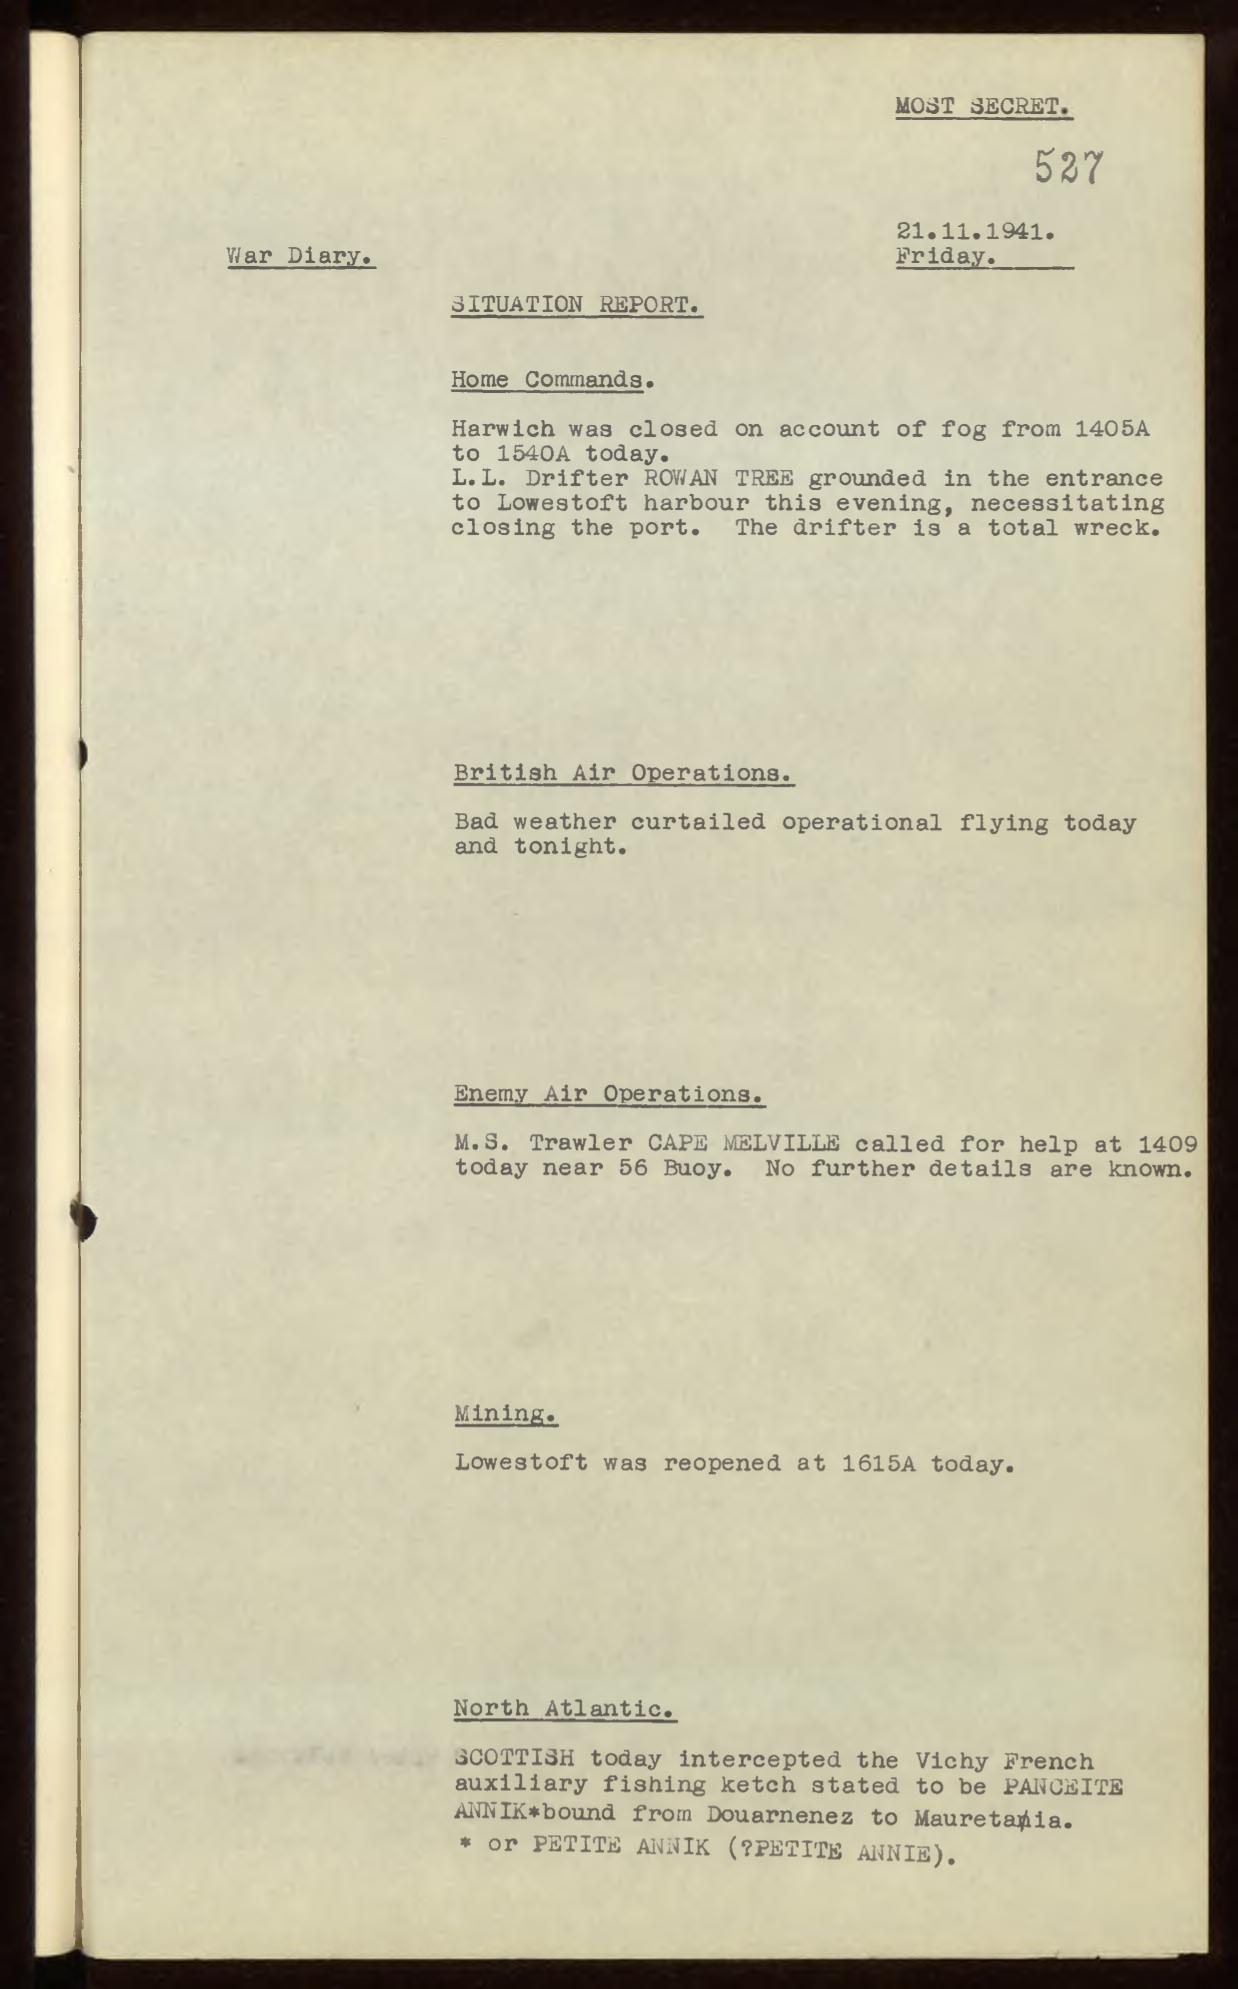 MOST SECRET.
527
21.11.1941.
War Diary.
Friday.
SITUATION REPORT.
Home Commands.
Harwich was closed on account of fog from 1405A
to 1540A today.
L.L. Drifter ROWAN TREE grounded in the entrance
to Lowestoft harbour this evening, necessitating
closing the port. The drifter is a total wreck.
British Air Operations.
Bad weather curtailed operational flying today
and tonight.
Enemy Air Operations.
M.S. Trawler CAPE MELVILLE called for help at 1409
today near 56 Buoy. No further details are known.
Mining.
Lowestoft was reopened at 1615A today.
North Atlantic.
SCOTTISH today intercepted the Vichy French
auxiliary fishing ketch stated to be PANCEITE
ANNIK*bound from Douarnenez to Mauretania.
* or PETITE ANNIK (?PETITE ANNIE).